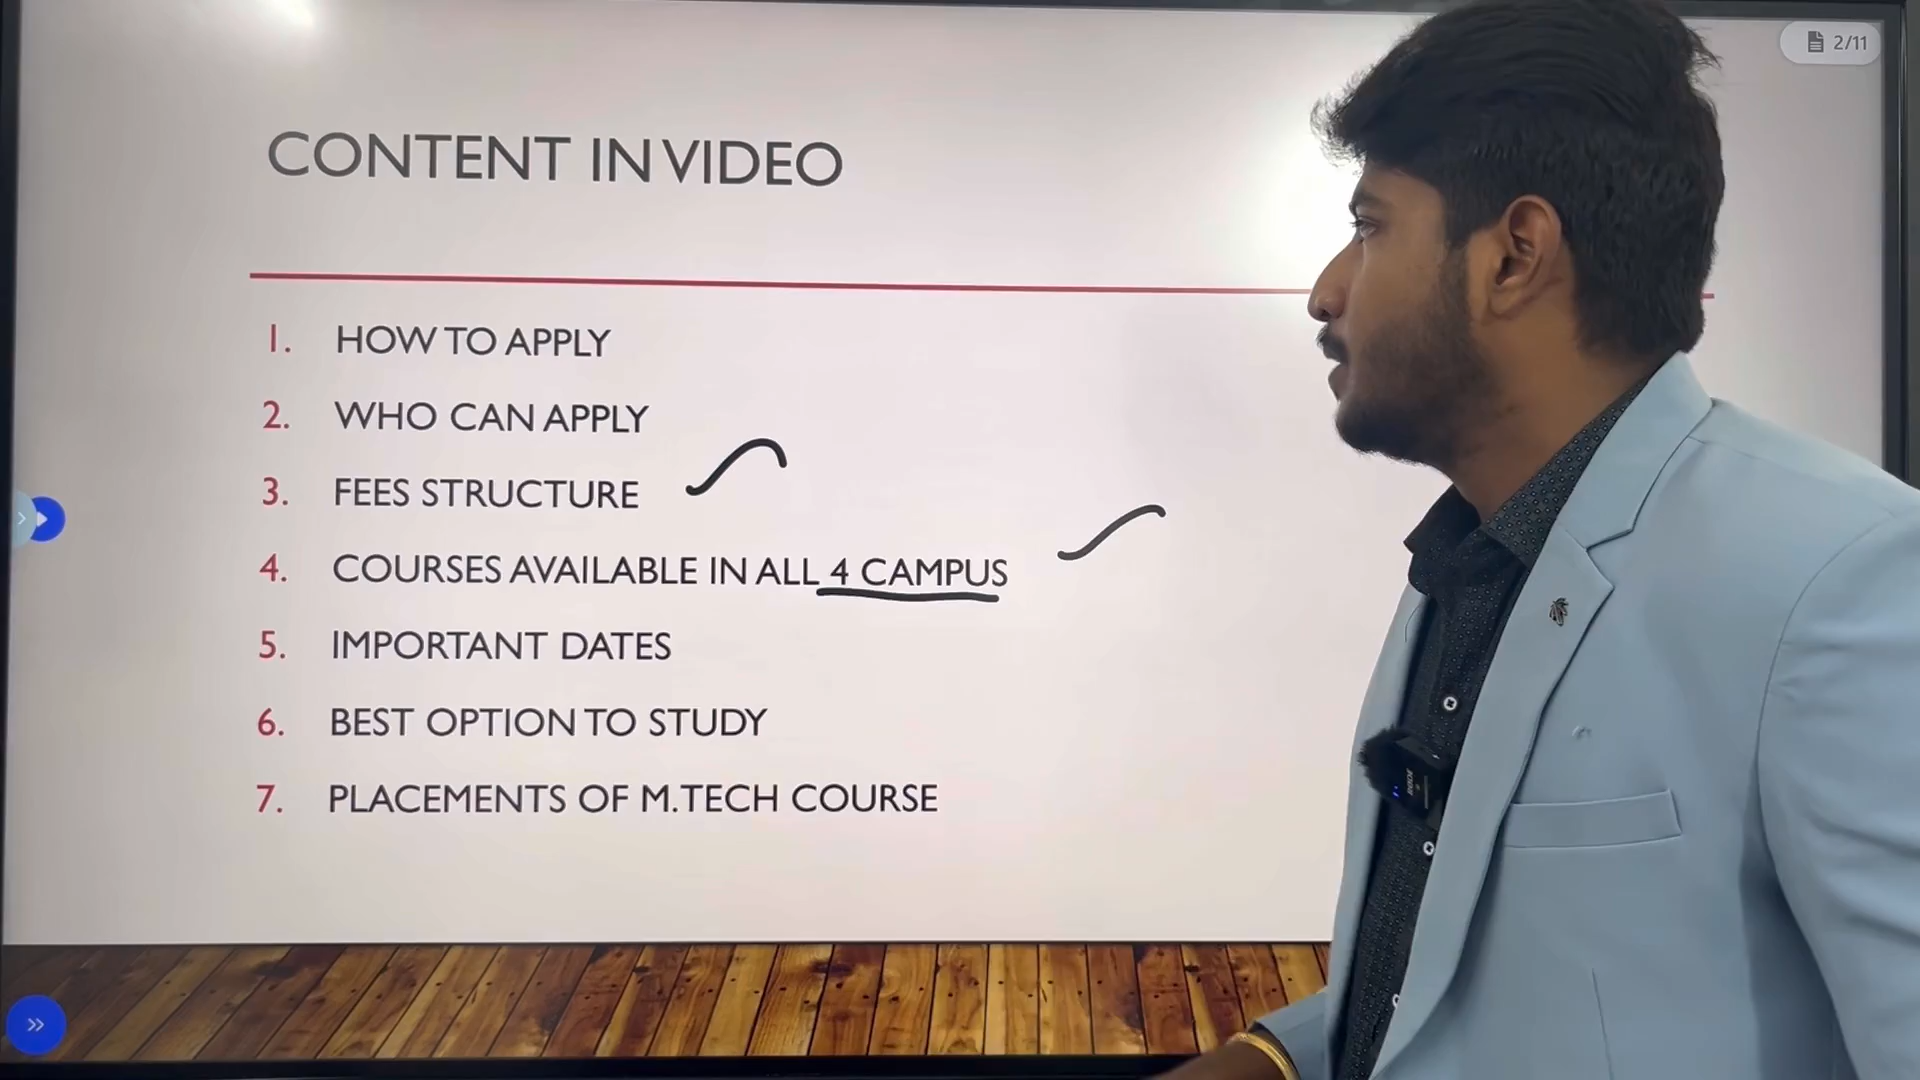 2/11
CONTENT IN VIDEO
1. HOW TO APPLY
2. WHO CAN APPLY
3. FEES STRUCTURE
4. COURSES AVAILABLE IN ALL 4 CAMPUS
5. IMPORTANT DATES
6. BEST OPTION TO STUDY
7. PLACEMENTS OF M.TECH COURSE